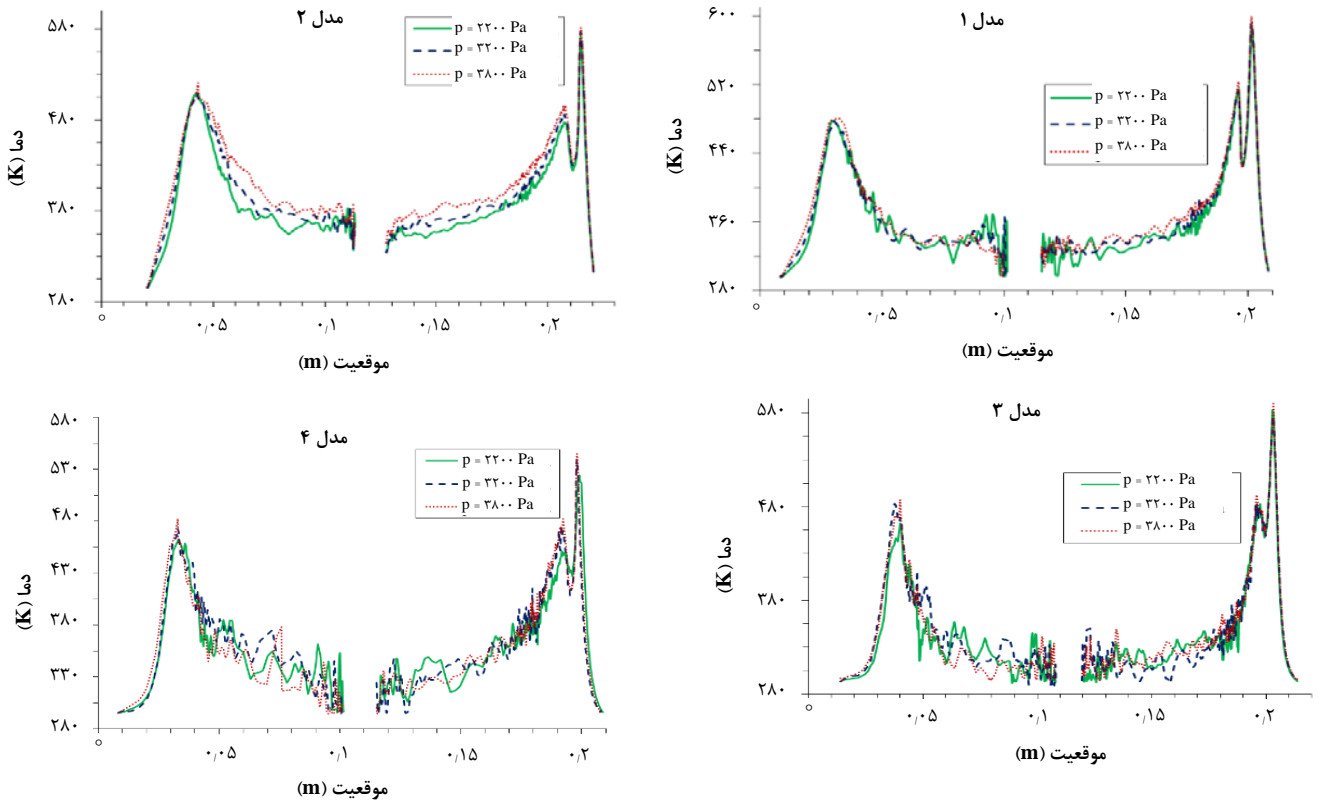 مدل ۲
p = ۲۲۰۰ Pa
p = ۳۲۰۰ Pa
p = ۳۸۰۰ Pa
۵۸۰
۴۸۰
۳۸۰
۲۸۰
دما (K)
۰
۰٫۰۵
۰٫۱
۰٫۱۵
۰٫۲
موقعیت (m)
مدل ۱
p = ۲۲۰۰ Pa
p = ۳۲۰۰ Pa
p = ۳۸۰۰ Pa
۶۰۰
۵۲۰
۴۴۰
۳۶۰
۲۸۰
دما (K)
۰
۰٫۰۵
۰٫۱
۰٫۱۵
۰٫۲
موقعیت (m)
مدل ۴
p = ۲۲۰۰ Pa
p = ۳۲۰۰ Pa
p = ۳۸۰۰ Pa
۵۸۰
۵۳۰
۴۸۰
۴۳۰
۳۸۰
۳۳۰
۲۸۰
دما (K)
۰
۰٫۰۵
۰٫۱
۰٫۱۵
۰٫۲
موقعیت (m)
مدل ۳
p = ۲۲۰۰ Pa
p = ۳۲۰۰ Pa
p = ۳۸۰۰ Pa
۵۸۰
۴۸۰
۳۸۰
۲۸۰
دما (K)
۰
۰٫۰۵
۰٫۱
۰٫۱۵
۰٫۲
موقعیت (m)